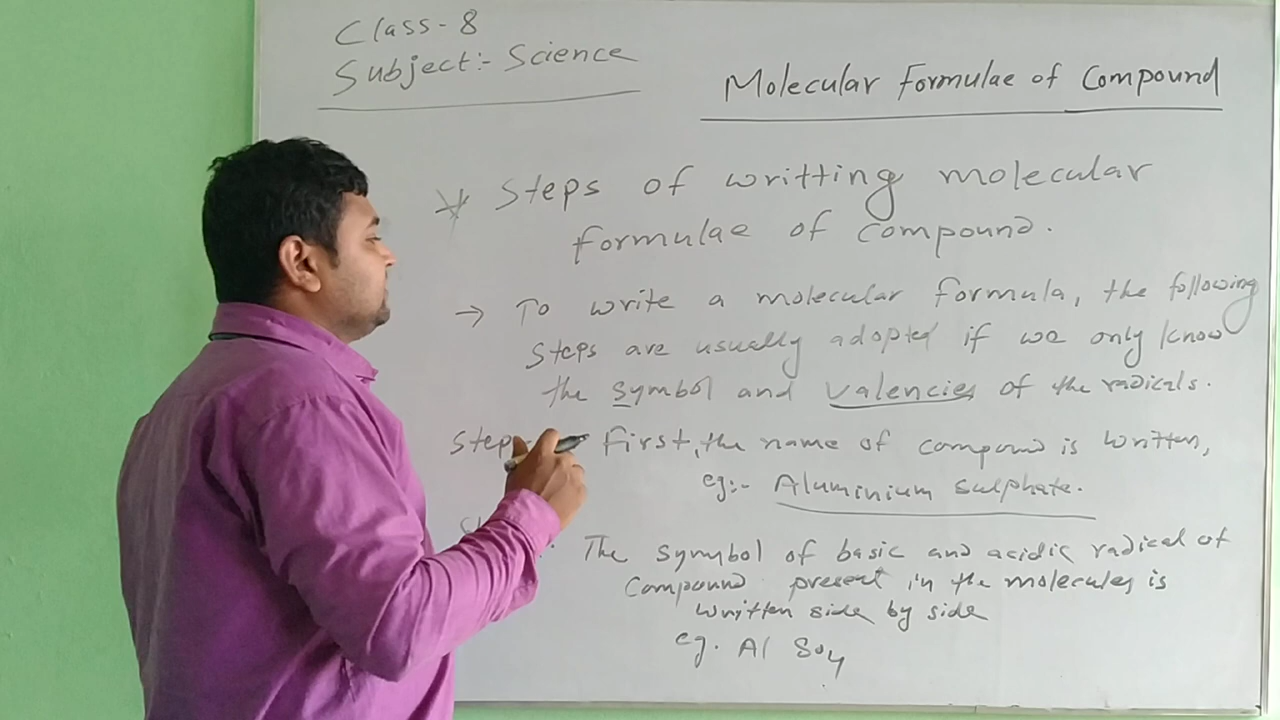 Class-8
Subject:- Science
Molecular Formulae of Compound
* Steps of writting molecular
formulae of compound.
→ To write a molecular formula, the following
steps are usually adopted if we only know
the symbol and valencies of the radicals.
Step First, the name of compound is written,
eg:- Aluminium sulphate.
The symbol of basic and acidic radical of
compound present in the molecules is
written side by side
eg. Al SO4